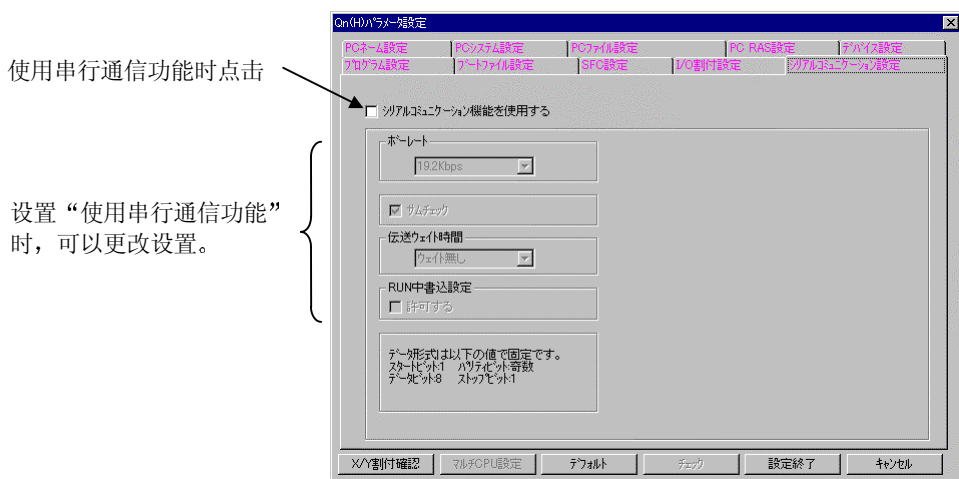 Qn(H)ﾊﾟﾗﾒｰﾀ設定
PCﾈｰﾑ設定 PCｼｽﾃﾑ設定 PCﾌｧｲﾙ設定 PC RAS設定 ﾃﾞﾊﾞｲｽ設定
ﾌﾟﾛｸﾞﾗﾑ設定 ﾌﾞｰﾄﾌｧｲﾙ設定 SFC設定 I/O割付設定 ｼﾘｱﾙｺﾐｭﾆｹｰｼｮﾝ設定
使用串行通信功能时点击
ｼﾘｱﾙｺﾐｭﾆｹｰｼｮﾝ機能を使用する
ﾎﾞｰﾚｰﾄ
19.2Kbps
设置“使用串行通信功能”
时，可以更改设置。
ｻﾑﾁｪｯｸ
伝送ｳｪｲﾄ時間
ｳｪｲﾄ無し
RUN中書込設定
許可する
ﾃﾞｰﾀ形式は以下の値で固定です。
ｽﾀｰﾄﾋﾞｯﾄ:1 ﾊﾟﾘﾃｨﾋﾞｯﾄ:奇数
ﾃﾞｰﾀﾋﾞｯﾄ:8 ｽﾄｯﾌﾟﾋﾞｯﾄ:1
X/Y割付確認 ﾏﾙﾁCPU設定 ﾃﾞﾌｫﾙﾄ ﾁｪｯｸ 設定終了 ｷｬﾝｾﾙ